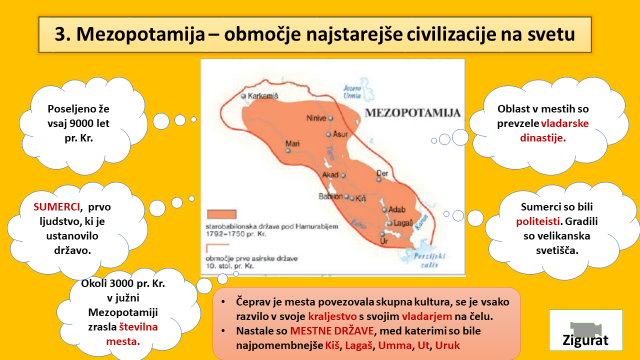 3. Mezopotamija – območje najstarejše civilizacije na svetu
Poseljeno že
vsaj 9000 let
pr. Kr.
SUMERCI, prvo
ljudstvo, ki je
ustanovilo
državo.
Okoli 3000 pr. Kr.
v južni
Mezopotamiji
zrasla številna
mesta.
Jezero
Urmia
MEZOPOTAMIJA
Karkemiš
Ninive
Asur
Mari
Akad
Der
Babilon
Kiš
Adab
Lagaš
Ur
Karun
Perzijski
zaliv
starobabilonska država pod Hamurabijem
1792–1750 pr. Kr.
območje prve asirske države
10. stol. pr. Kr.
Oblast v mestih so
prevzele vladarske
dinastije.
Sumerci so bili
politeisti. Gradili
so velikanska
svetišča.
• Čeprav je mesta povezovala skupna kultura, se je vsako
razvilo v svoje kraljestvo s svojim vladarjem na čelu.
• Nastale so MESTNE DRŽAVE, med katerimi so bile
najpomembnejše Kiš, Lagaš, Umma, Ut, Uruk
Zigurat